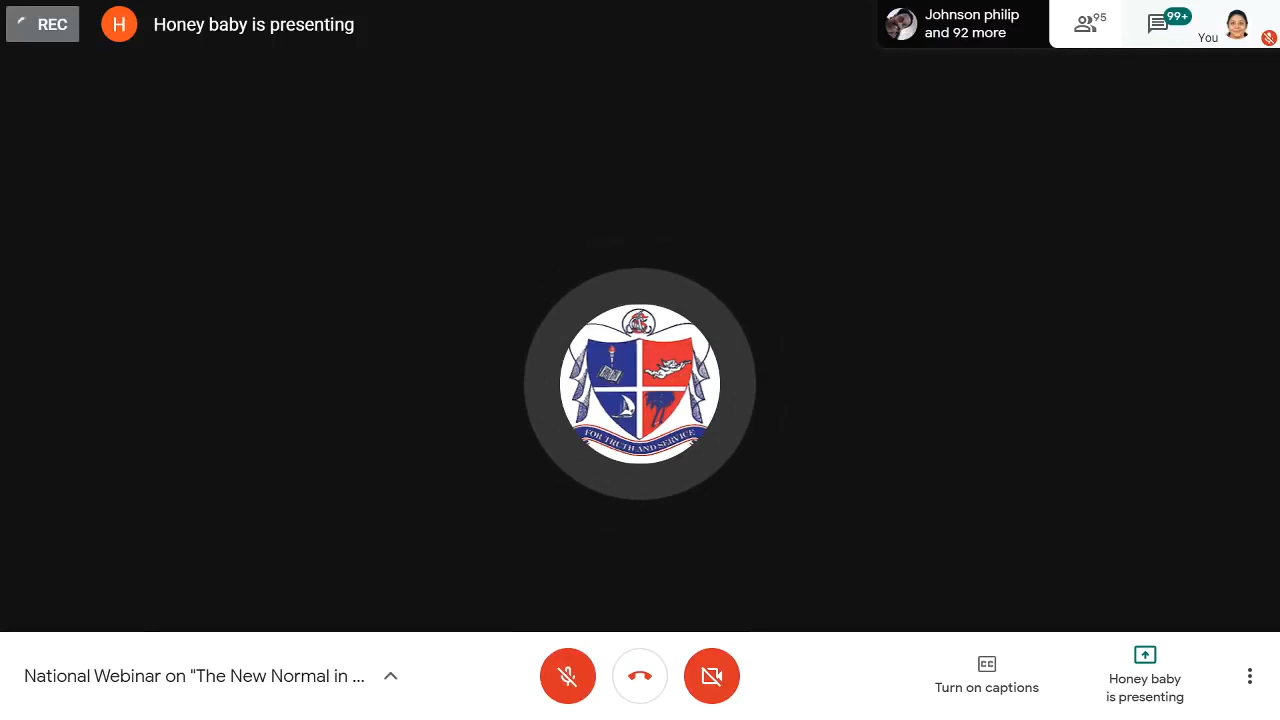 REC
H
Honey baby is presenting
Johnson philip
and 92 more
95
99+
You
FOR TRUTH AND SERVICE
National Webinar on "The New Normal in ...
Turn on captions
Honey baby
is presenting